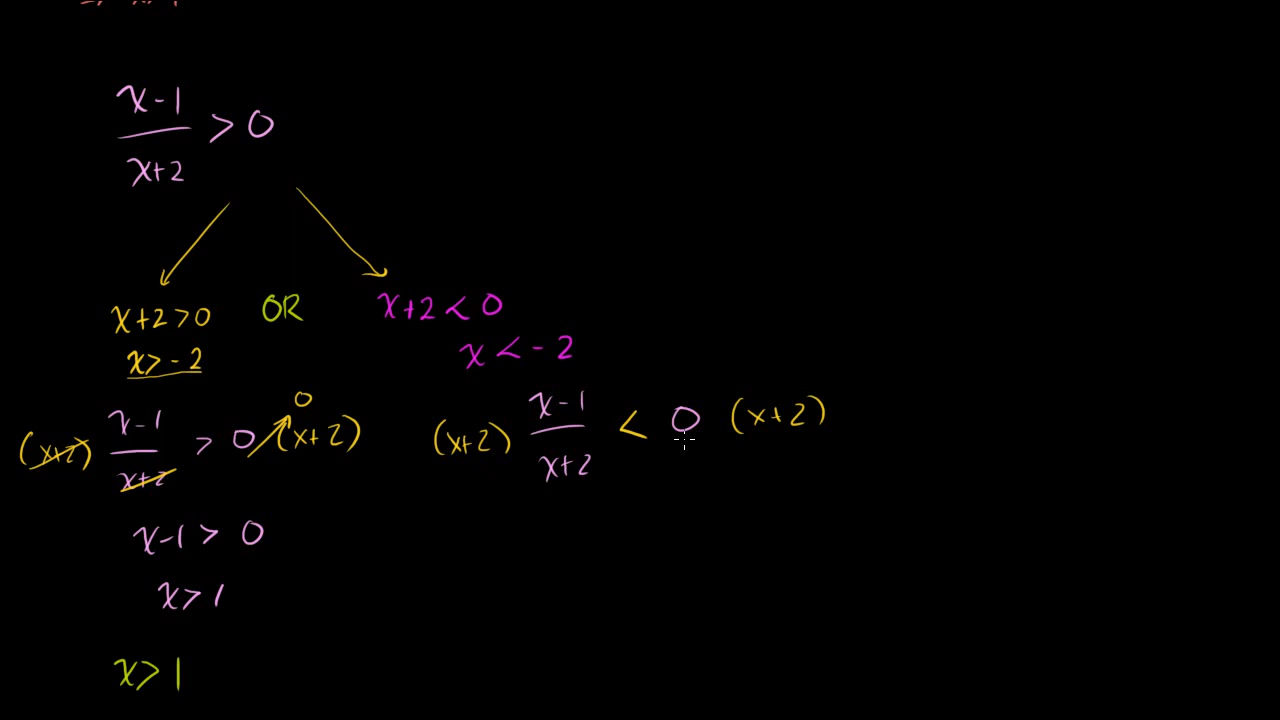 x-1
x+2
> 0
x+2>0 OR x+2<0
x>-2 x<-2
(x+2) x-1
x+2
> 0 (x+2) 0
(x+2) x-1
x+2
< 0 (x+2)
x-1> 0
x>1
x>1